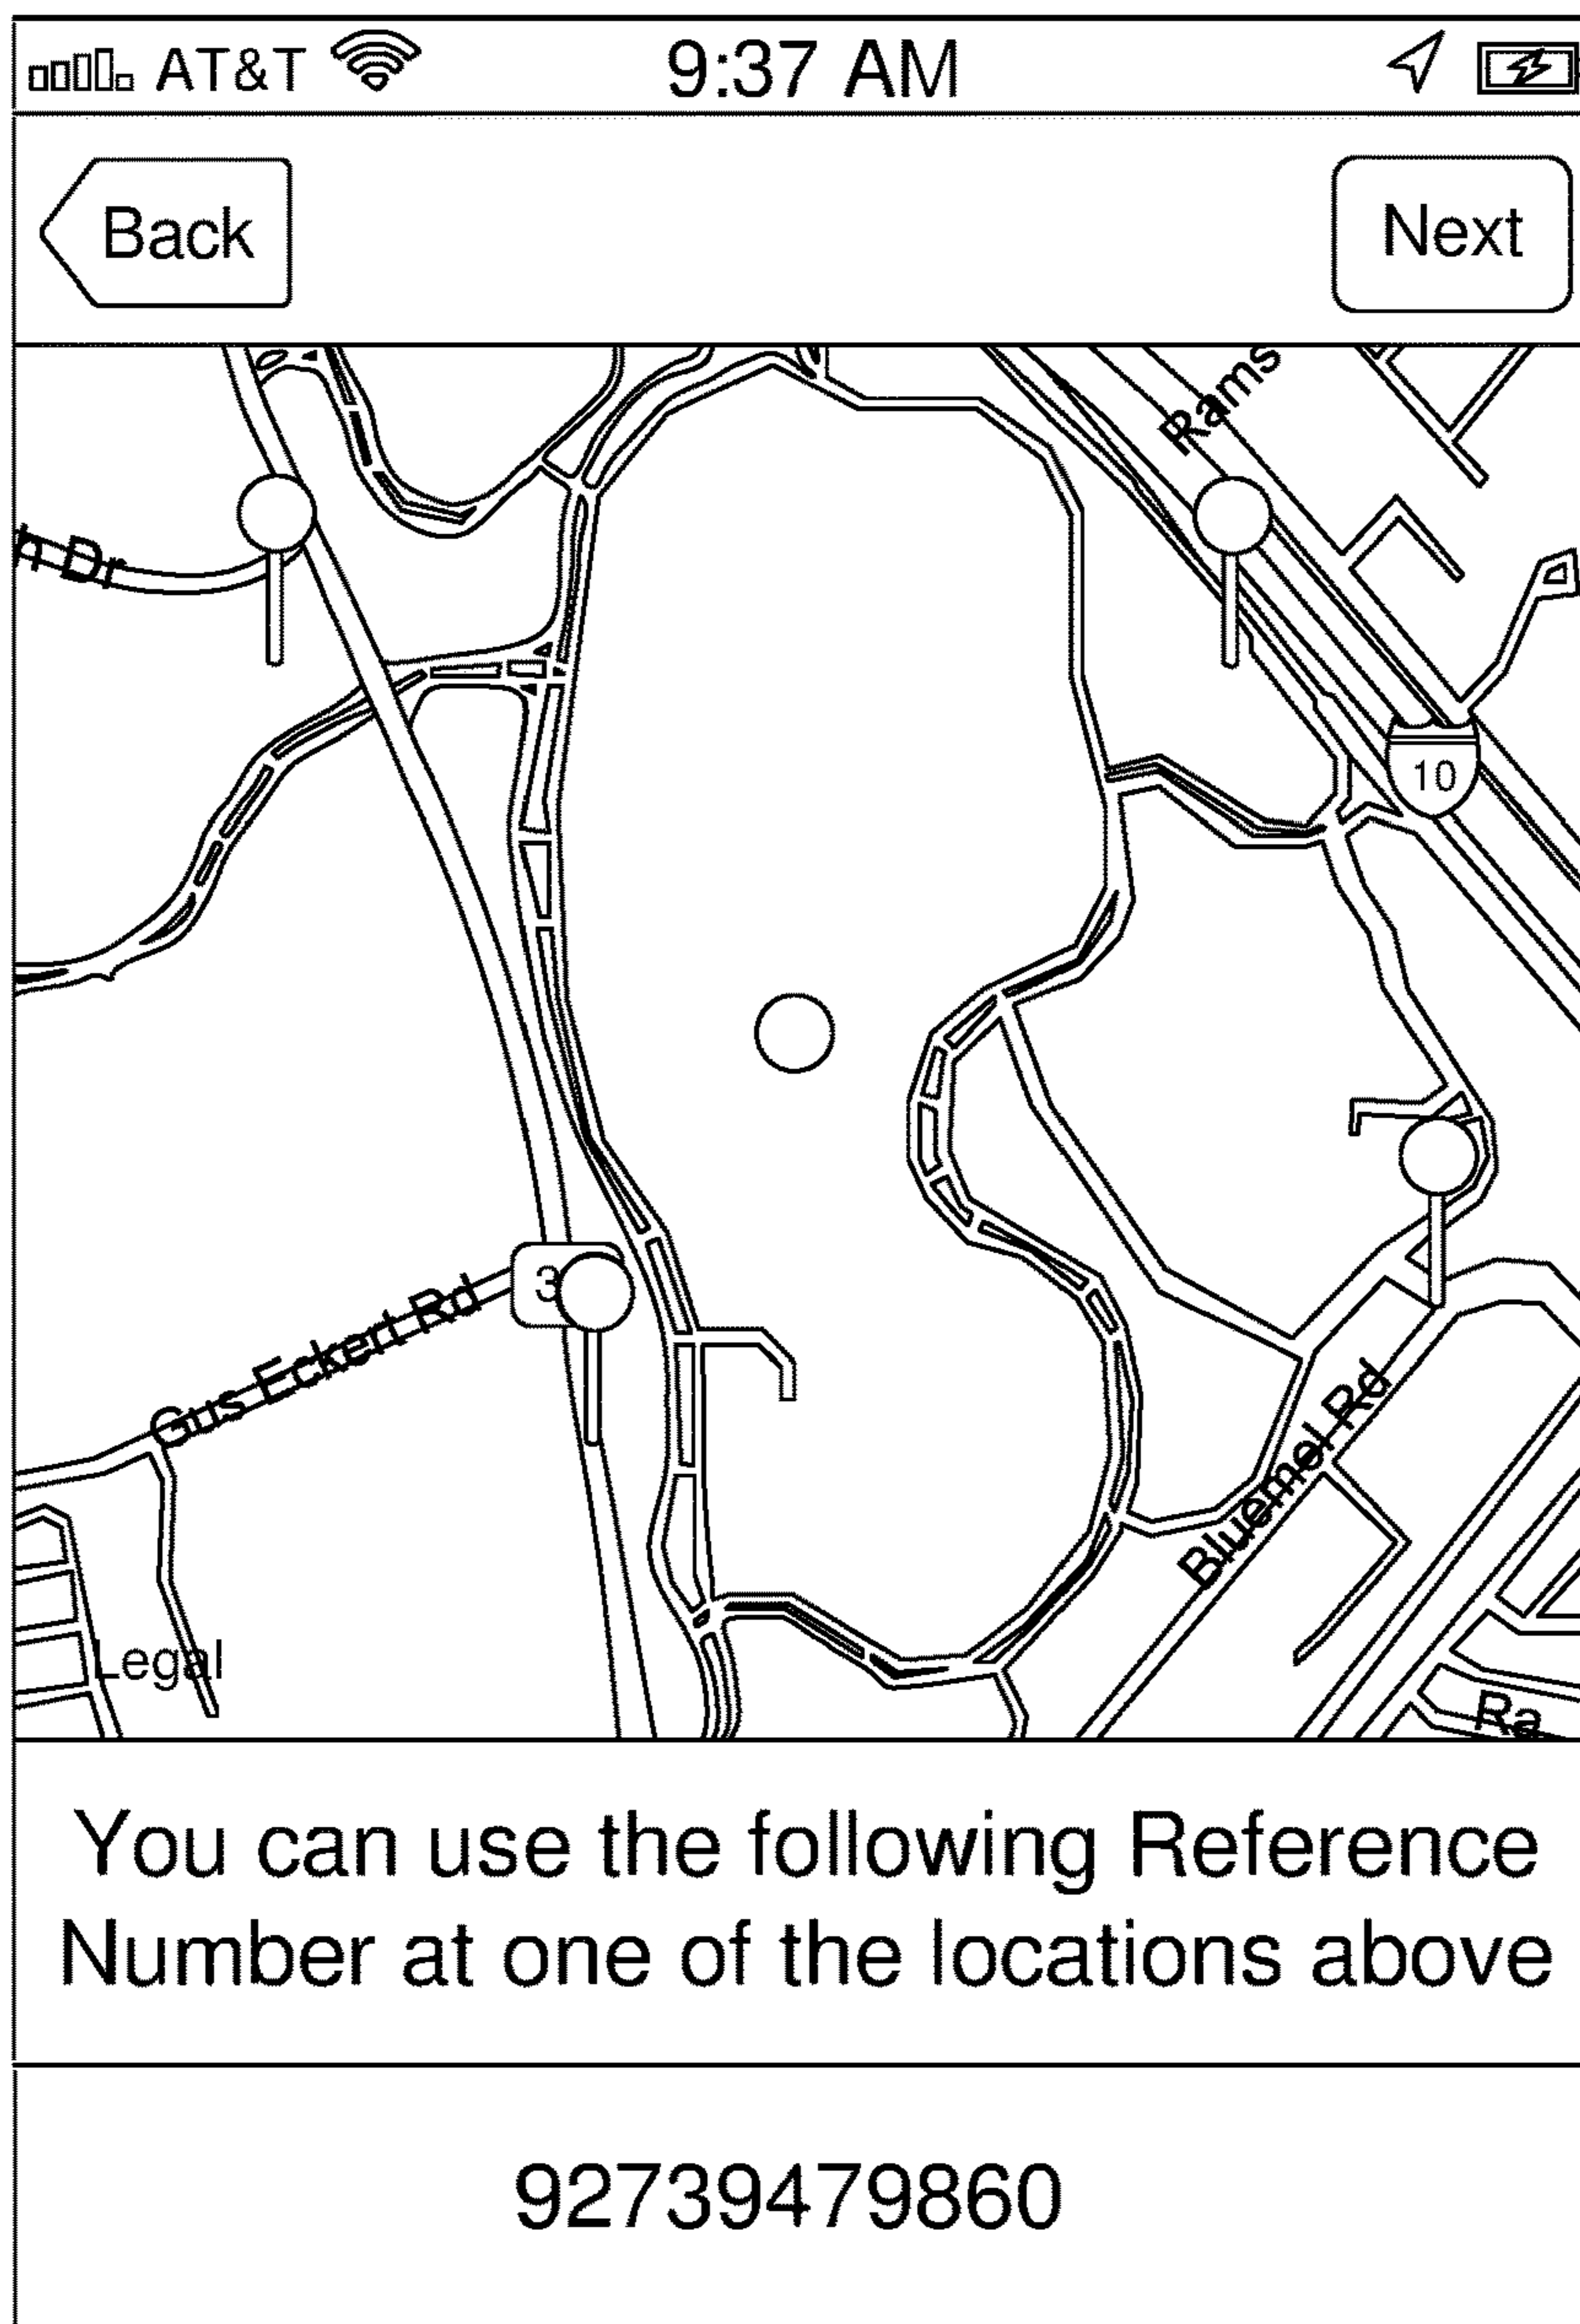 AT&T 9:37 AM
Back
Next
Rams
h Dr
10
3
Gus Eckert Rd
Bluemel Rd
Legal
Ra
You can use the following Reference
Number at one of the locations above
92739479860